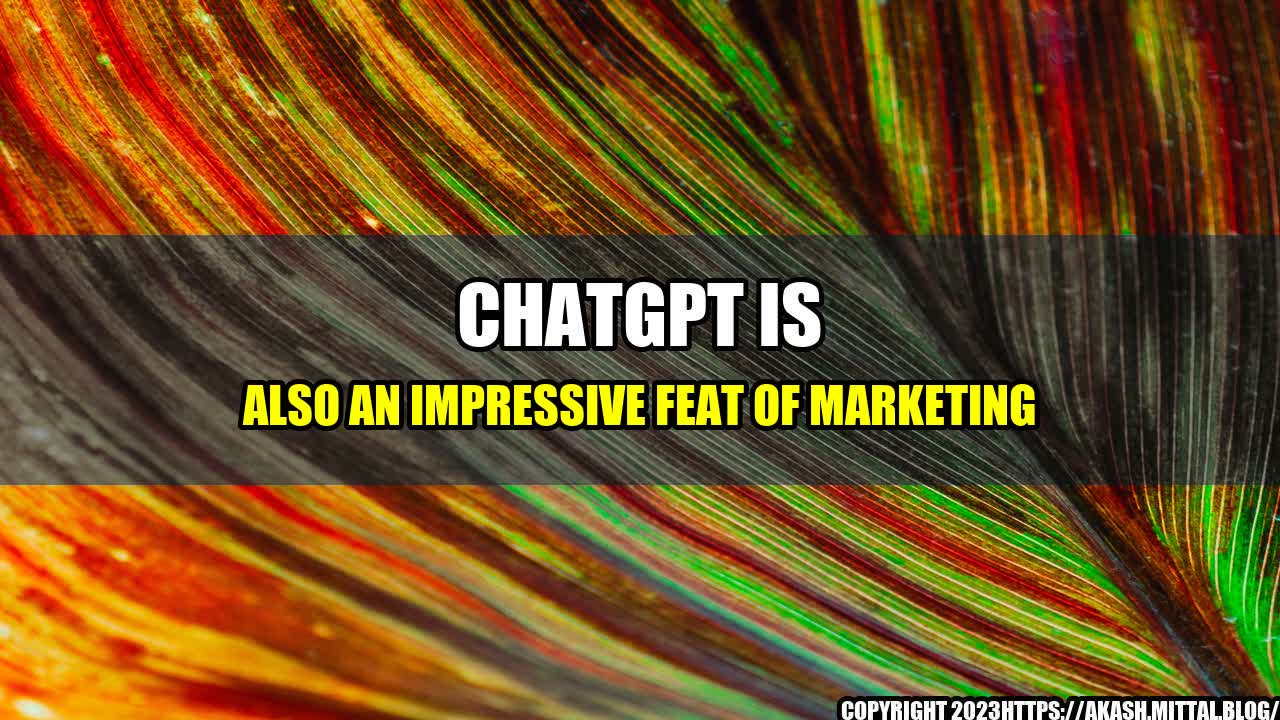 CHATGPT IS
ALSO AN IMPRESSIVE FEAT OF MARKETING
COPYRIGHT 2023HTTPS://AKASH.MITTAL.BLOG/